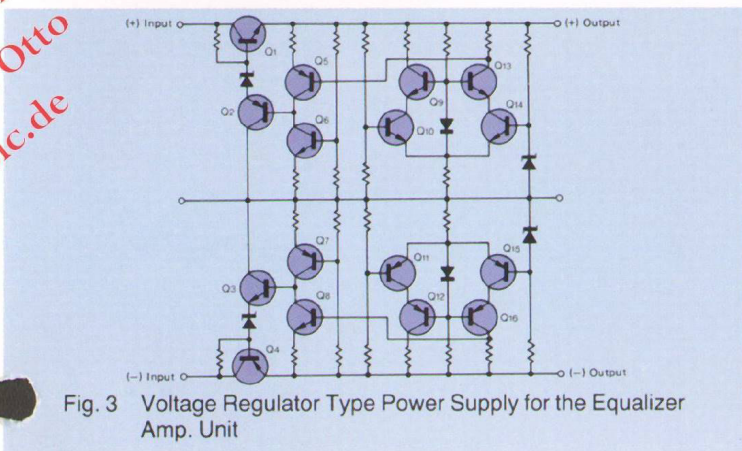 Otto
ic.de
(+) Input
(+) Output
Q1
Q5
Q13
Q2
Q9
Q14
Q6
Q10
Q7
Q11
Q15
Q3
Q8
Q12
Q16
Q4
(−) Input
(−) Output
Fig. 3 Voltage Regulator Type Power Supply for the Equalizer
Amp. Unit